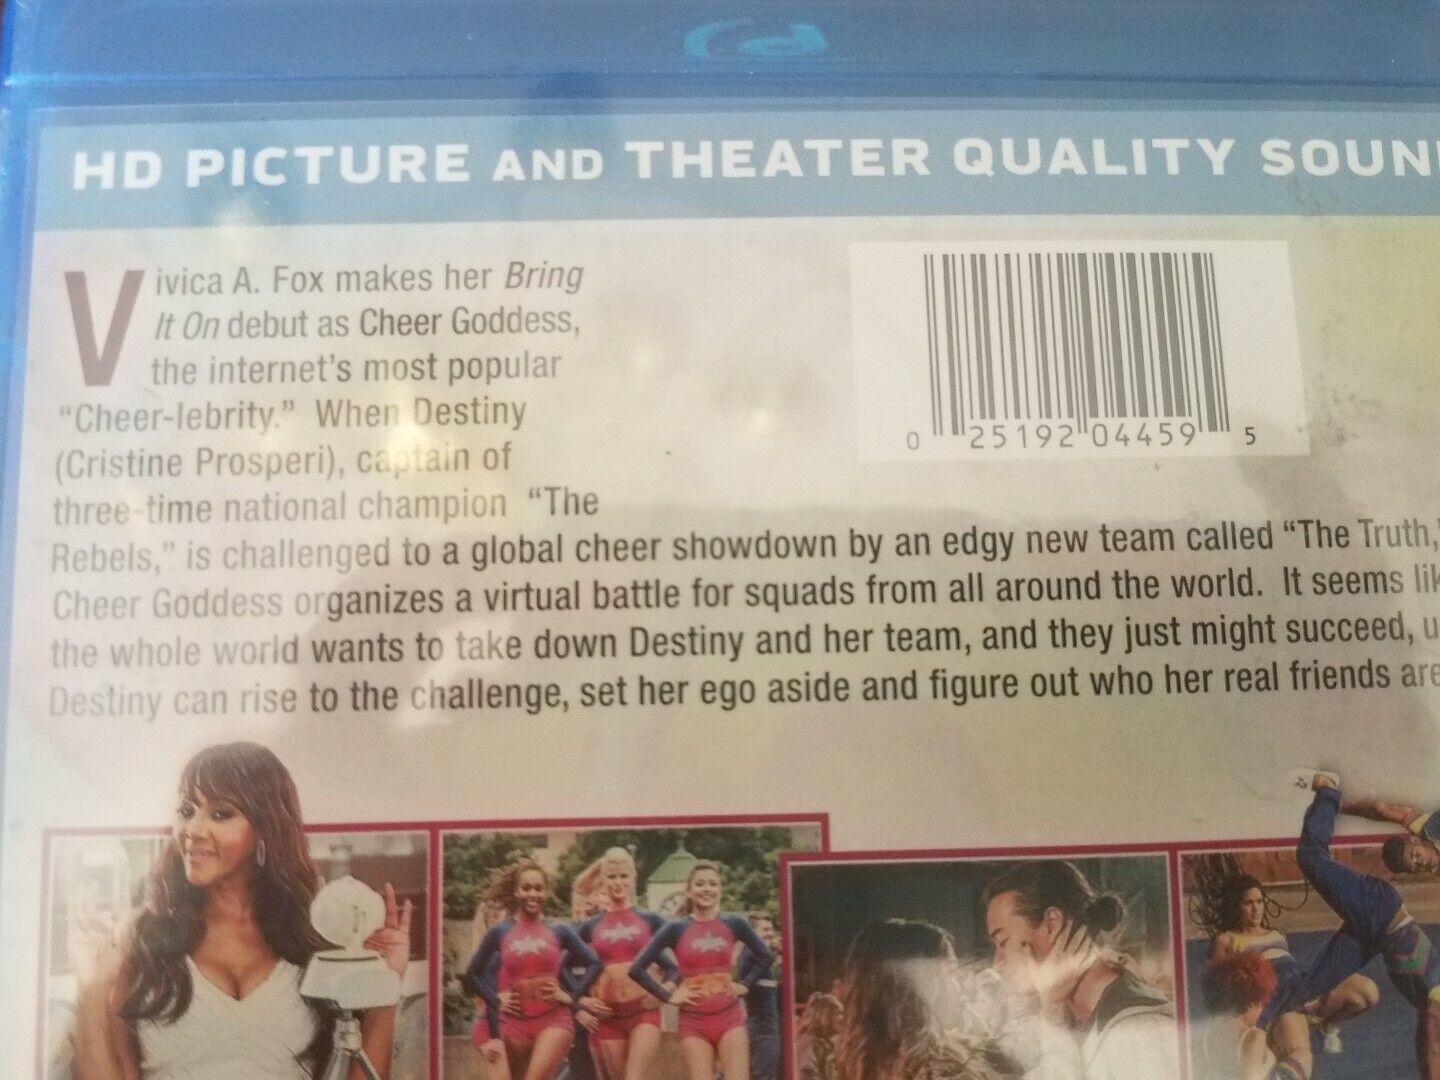 HD PICTURE AND THEATER QUALITY SOUN
Vivica A. Fox makes her Bring
It On debut as Cheer Goddess,
the internet's most popular
"Cheer-lebrity." When Destiny
(Cristine Prosperi), captain of
three-time national champion "The
Rebels," is challenged to a global cheer showdown by an edgy new team called "The Truth,"
Cheer Goddess organizes a virtual battle for squads from all around the world. It seems lik
the whole world wants to take down Destiny and her team, and they just might succeed, u
Destiny can rise to the challenge, set her ego aside and figure out who her real friends are
0 25192 04459 5